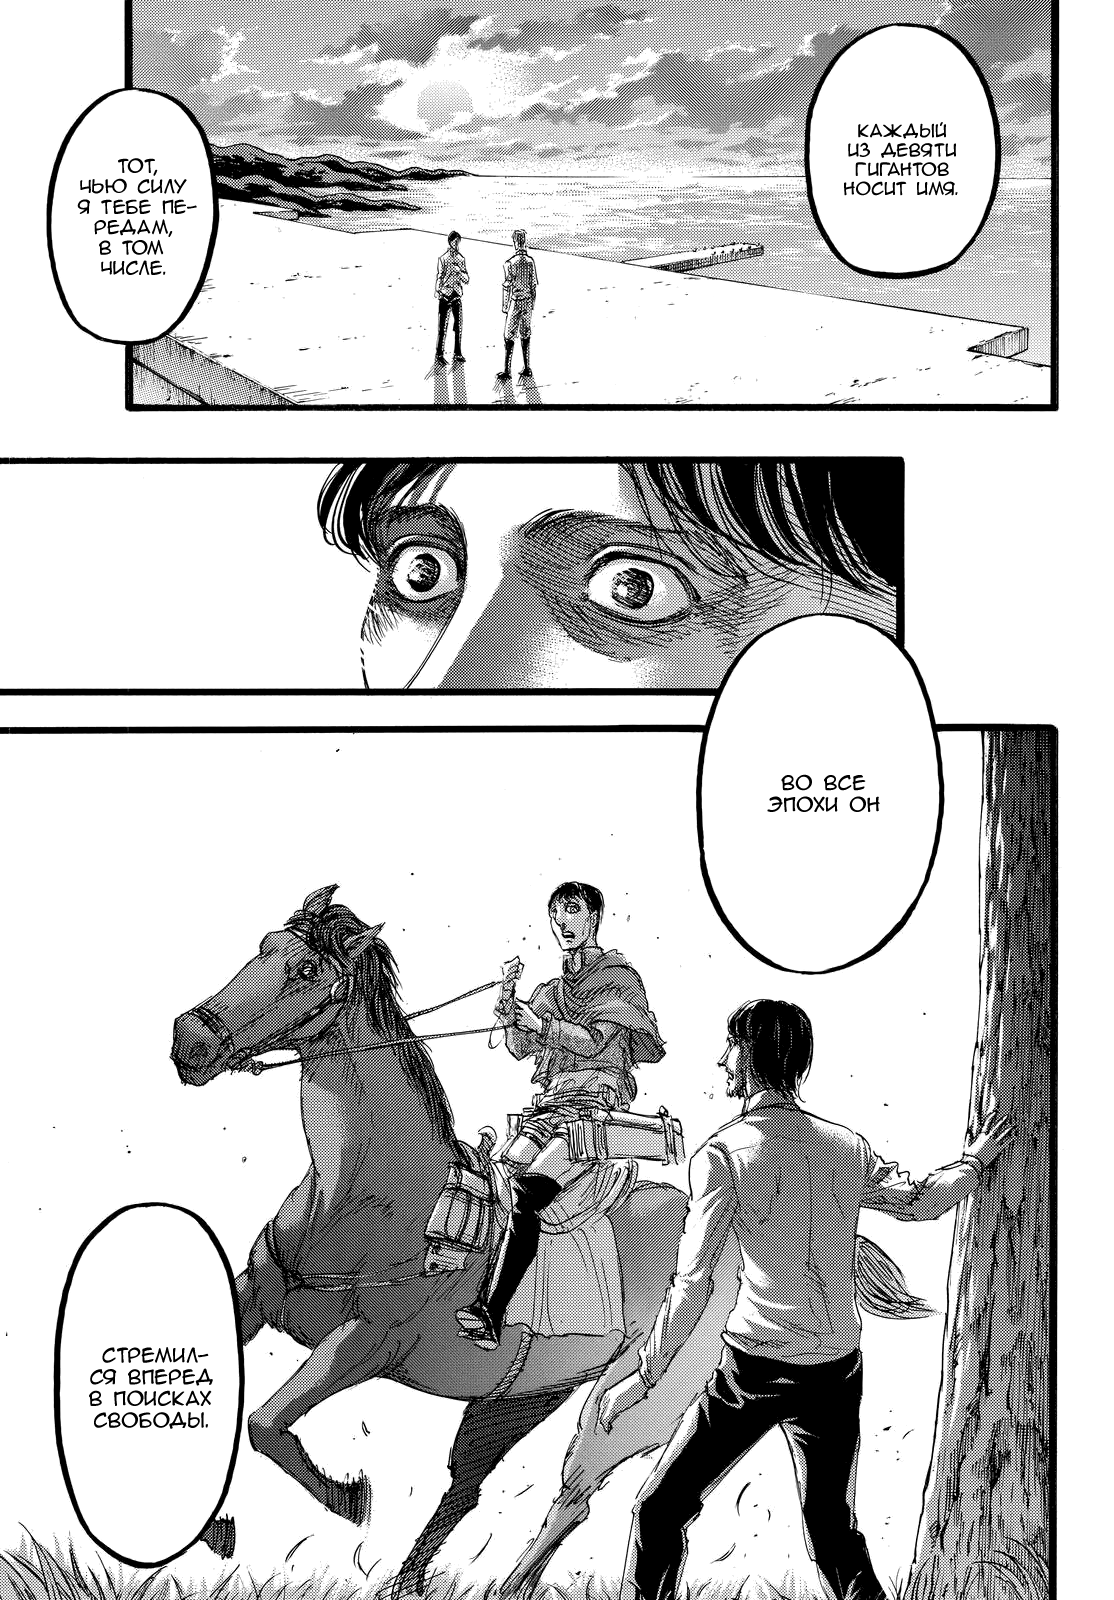 КАЖДЫЙ
ИЗ ДЕВЯТИ
ГИГАНТОВ
НОСИТ ИМЯ.
ТОТ,
ЧЬЮ СИЛУ
Я ТЕБЕ ПЕ-
РЕДАМ,
В ТОМ
ЧИСЛЕ.
ВО ВСЕ
ЭПОХИ ОН
СТРЕМИЛ-
СЯ ВПЕРЕД
В ПОИСКАХ
СВОБОДЫ.